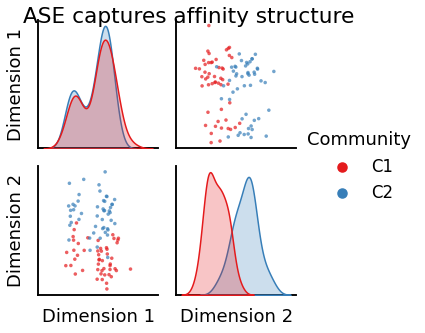 ASE captures affinity structure
Dimension 1
Community
C1
C2
Dimension 2
Dimension 1
Dimension 2